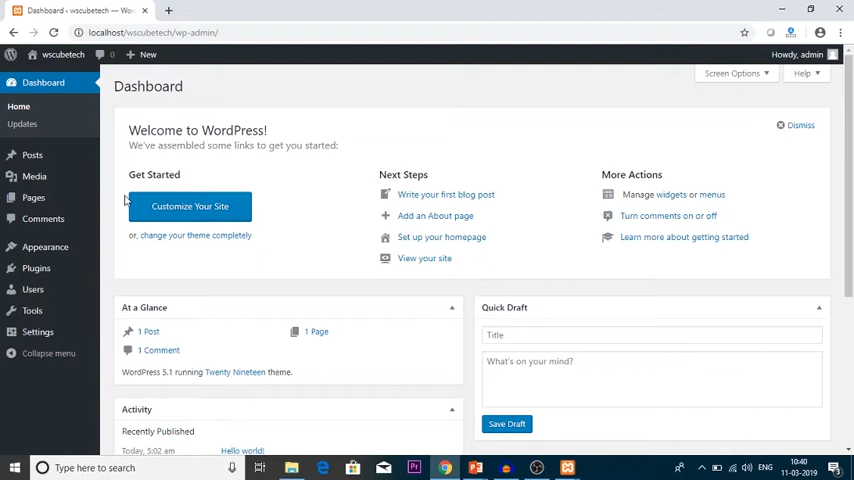 Dashboard ‹ wscubetech — WordP
localhost/wscubetech/wp-admin/
wscubetech 0 New Howdy, admin
Dashboard
Home
Updates
Posts
Media
Pages
Comments
Appearance
Plugins
Users
Tools
Settings
Collapse menu
Screen Options Help
Dashboard
Welcome to WordPress!
We've assembled some links to get you started:
Dismiss
Get Started
Customize Your Site
or, change your theme completely
Next Steps
Write your first blog post
Add an About page
Set up your homepage
View your site
More Actions
Manage widgets or menus
Turn comments on or off
Learn more about getting started
At a Glance
1 Post 1 Page
1 Comment
WordPress 5.1 running Twenty Nineteen theme.
Activity
Recently Published
Today, 5:02 am Hello world!
Quick Draft
Title
What's on your mind?
Save Draft
Type here to search
ENG
10:40
11-03-2019
3